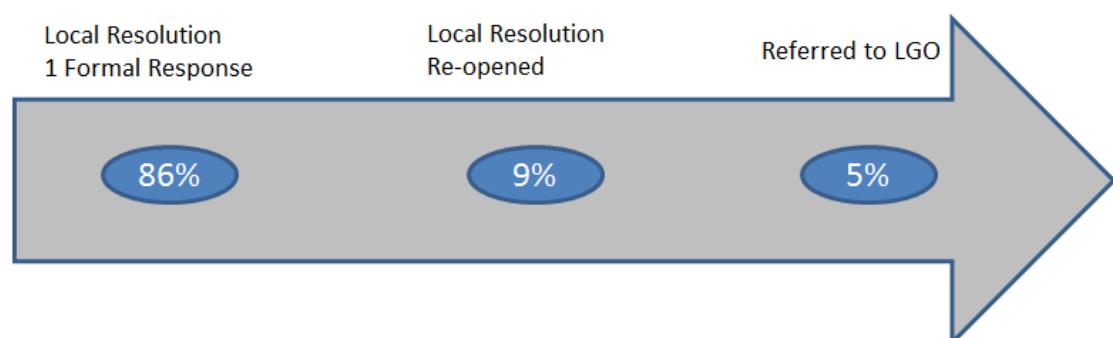 Local Resolution
1 Formal Response
Local Resolution
Re-opened
Referred to LGO
86%
9%
5%